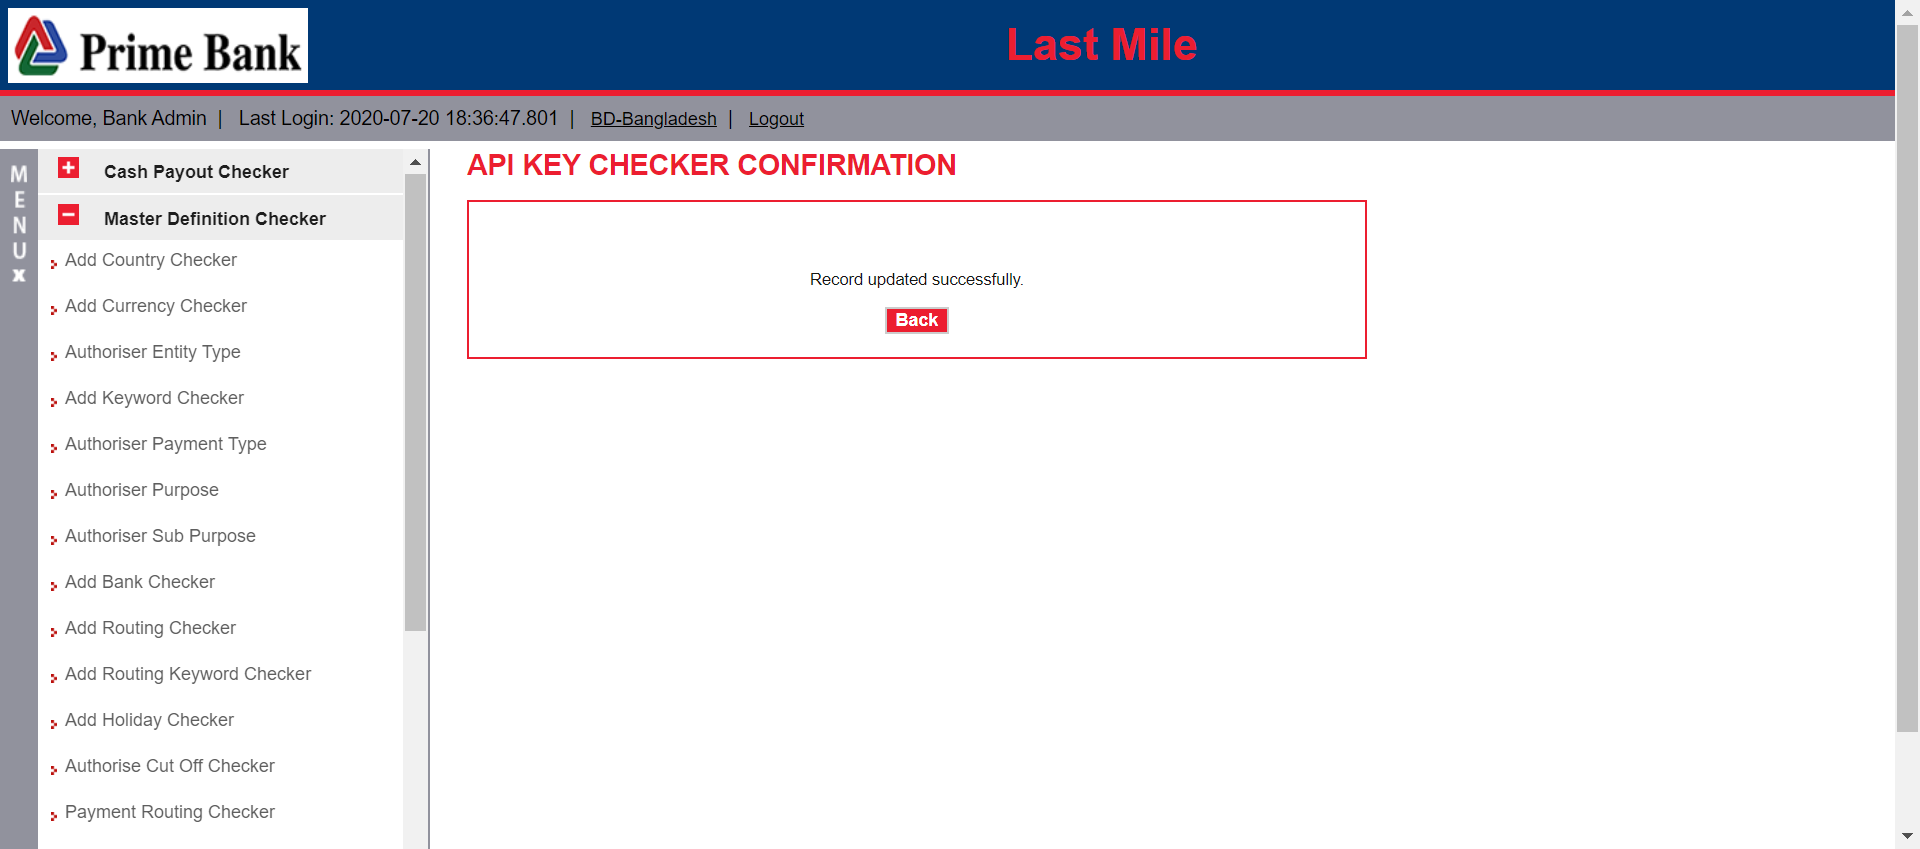 Prime Bank
Last Mile
Welcome, Bank Admin | Last Login: 2020-07-20 18:36:47.801 | BD-Bangladesh | Logout
MENU x
Cash Payout Checker
Master Definition Checker
Add Country Checker
Add Currency Checker
Authoriser Entity Type
Add Keyword Checker
Authoriser Payment Type
Authoriser Purpose
Authoriser Sub Purpose
Add Bank Checker
Add Routing Checker
Add Routing Keyword Checker
Add Holiday Checker
Authorise Cut Off Checker
Payment Routing Checker
API KEY CHECKER CONFIRMATION
Record updated successfully.
Back